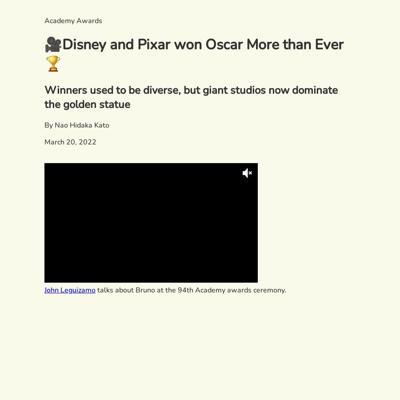 Academy Awards
🎥Disney and Pixar won Oscar More than Ever
🏆
Winners used to be diverse, but giant studios now dominate
the golden statue
By Nao Hidaka Kato
March 20, 2022
John Leguizamo talks about Bruno at the 94th Academy awards ceremony.